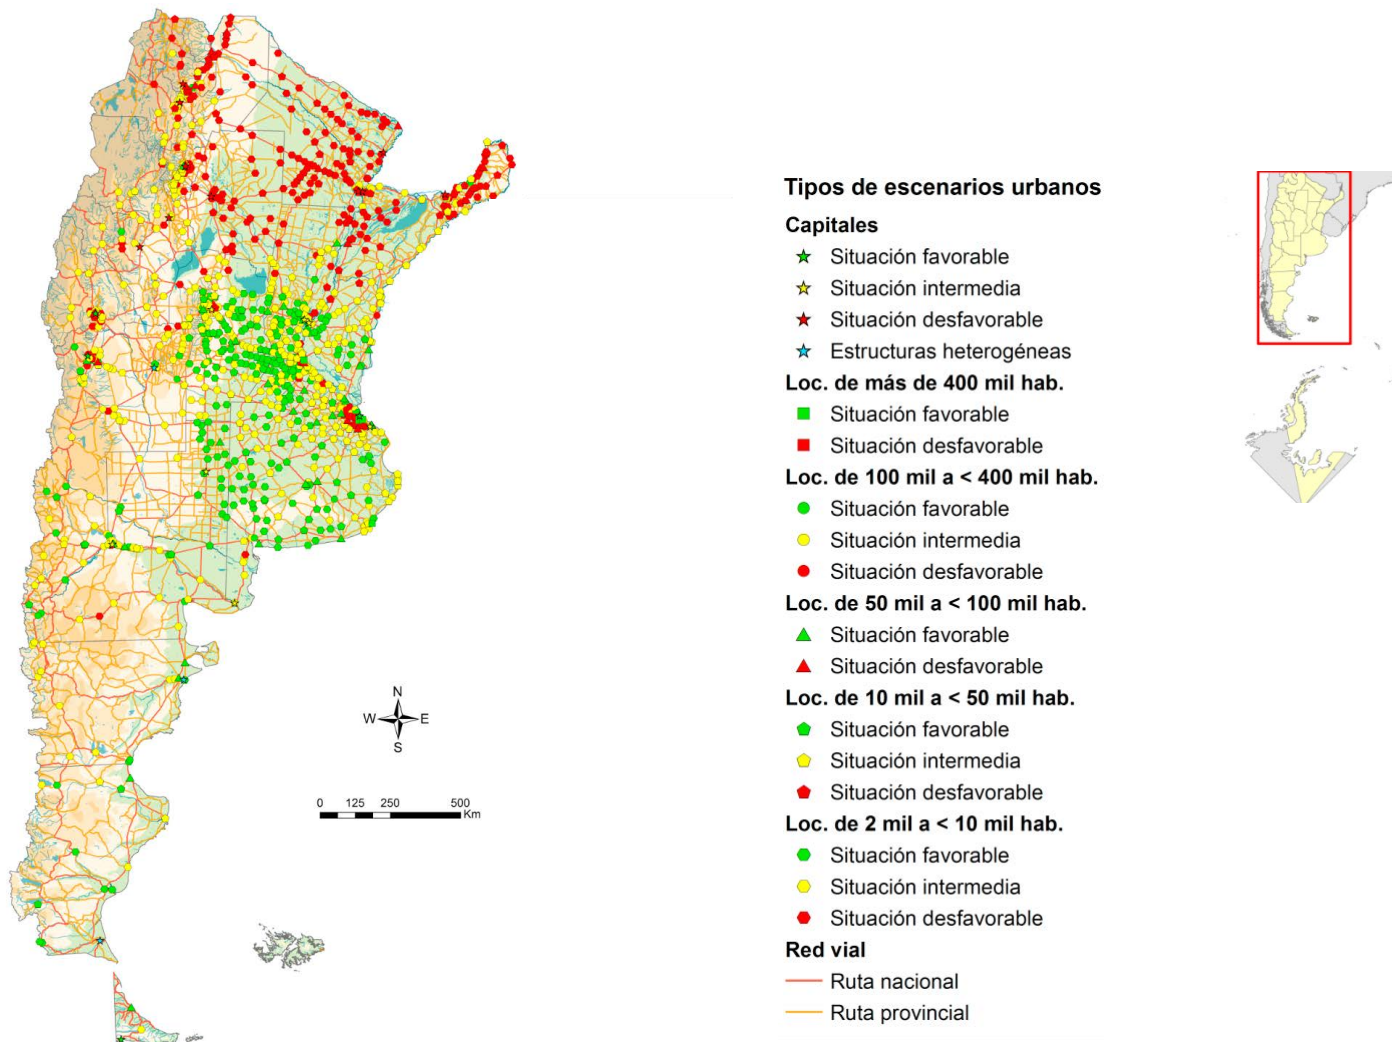 Tipos de escenarios urbanos
Capitales
Situación favorable
Situación intermedia
Situación desfavorable
Estructuras heterogéneas
Loc. de más de 400 mil hab.
Situación favorable
Situación desfavorable
Loc. de 100 mil a < 400 mil hab.
Situación favorable
Situación intermedia
Situación desfavorable
Loc. de 50 mil a < 100 mil hab.
Situación favorable
Situación desfavorable
Loc. de 10 mil a < 50 mil hab.
Situación favorable
Situación intermedia
Situación desfavorable
Loc. de 2 mil a < 10 mil hab.
Situación favorable
Situación intermedia
Situación desfavorable
Red vial
Ruta nacional
Ruta provincial
N
W E
S
0 125 250 500
Km